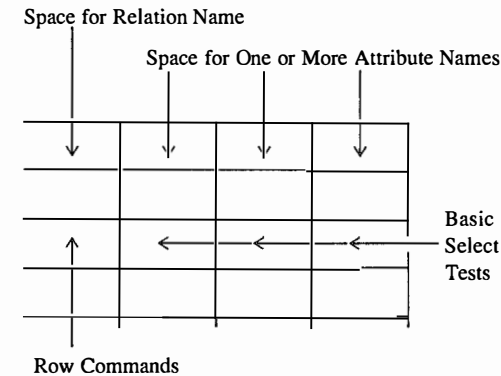 Space for Relation Name
Space for One or More Attribute Names
Basic
Select
Tests
Row Commands